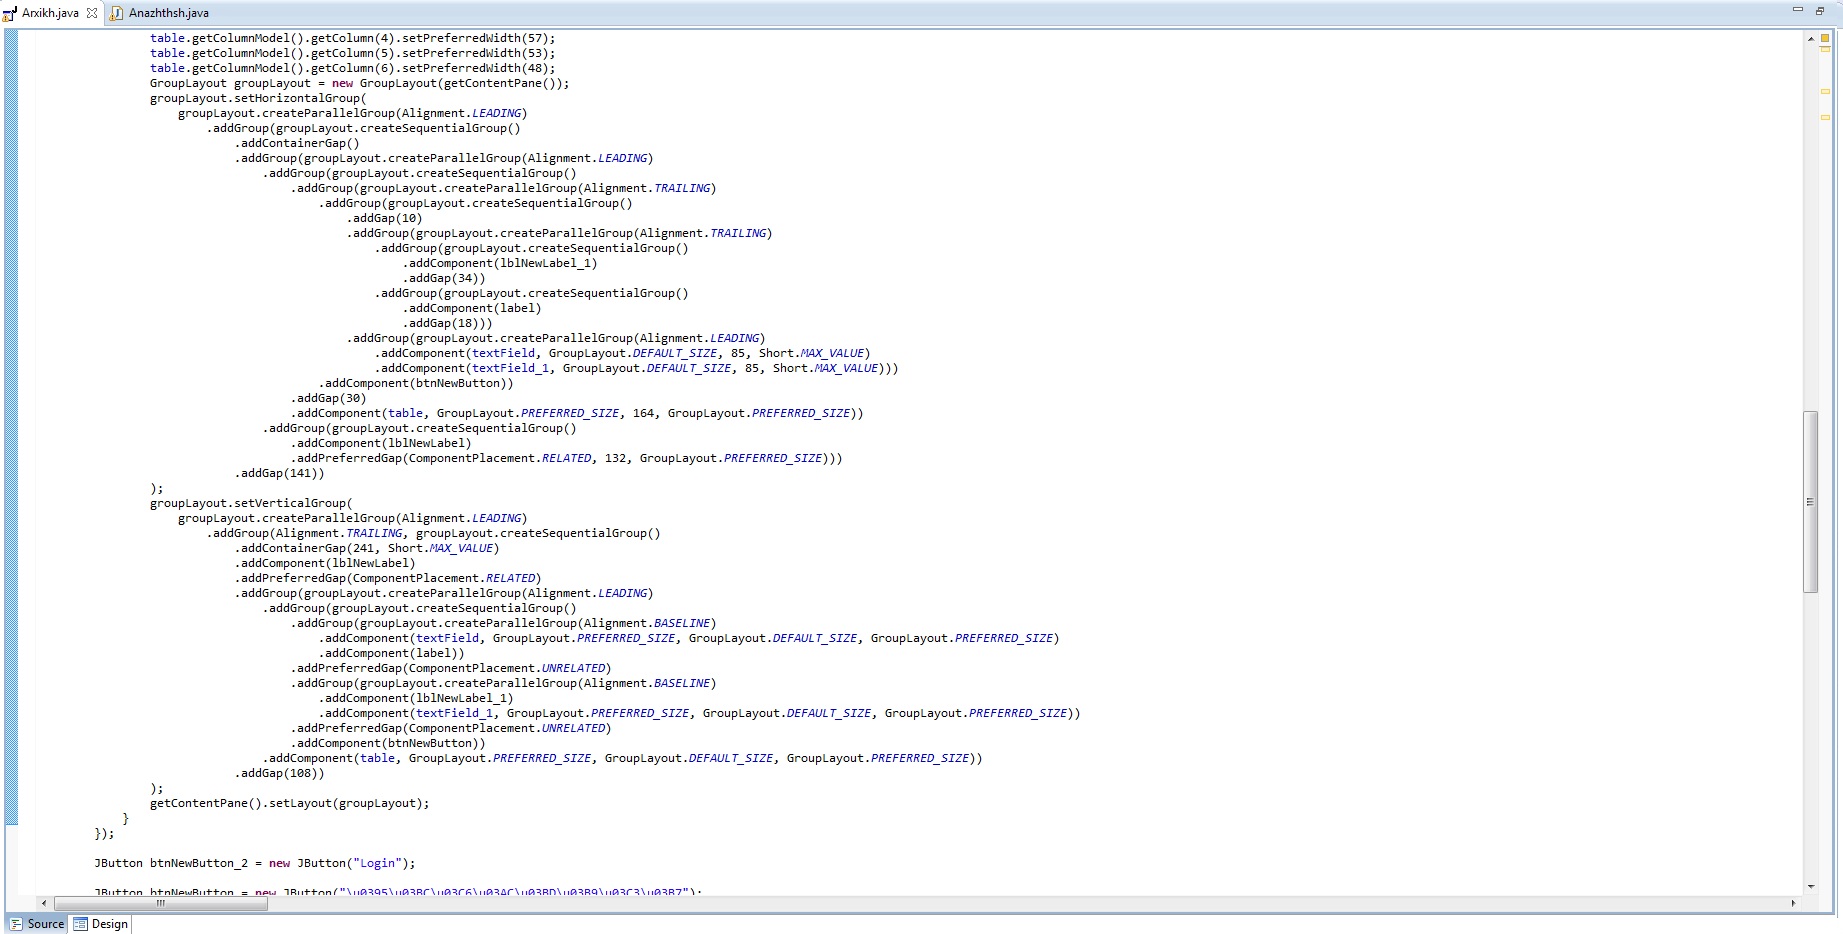 Arxikh.java
Anazhthsh.java
table.getColumnModel().getColumn(4).setPreferredWidth(57);
table.getColumnModel().getColumn(5).setPreferredWidth(53);
table.getColumnModel().getColumn(6).setPreferredWidth(48);
GroupLayout groupLayout = new GroupLayout(getContentPane());
groupLayout.setHorizontalGroup(
groupLayout.createParallelGroup(Alignment.LEADING)
.addGroup(groupLayout.createSequentialGroup()
.addContainerGap()
.addGroup(groupLayout.createParallelGroup(Alignment.LEADING)
.addGroup(groupLayout.createSequentialGroup()
.addGroup(groupLayout.createParallelGroup(Alignment.TRAILING)
.addGroup(groupLayout.createSequentialGroup()
.addGap(10)
.addGroup(groupLayout.createParallelGroup(Alignment.TRAILING)
.addGroup(groupLayout.createSequentialGroup()
.addComponent(lblNewLabel_1)
.addGap(34))
.addGroup(groupLayout.createSequentialGroup()
.addComponent(label)
.addGap(18)))
.addGroup(groupLayout.createParallelGroup(Alignment.LEADING)
.addComponent(textField, GroupLayout.DEFAULT_SIZE, 85, Short.MAX_VALUE)
.addComponent(textField_1, GroupLayout.DEFAULT_SIZE, 85, Short.MAX_VALUE)))
.addComponent(btnNewButton))
.addGap(30)
.addComponent(table, GroupLayout.PREFERRED_SIZE, 164, GroupLayout.PREFERRED_SIZE))
.addGroup(groupLayout.createSequentialGroup()
.addComponent(lblNewLabel)
.addPreferredGap(ComponentPlacement.RELATED, 132, GroupLayout.PREFERRED_SIZE)))
.addGap(141))
);
groupLayout.setVerticalGroup(
groupLayout.createParallelGroup(Alignment.LEADING)
.addGroup(Alignment.TRAILING, groupLayout.createSequentialGroup()
.addContainerGap(241, Short.MAX_VALUE)
.addComponent(lblNewLabel)
.addPreferredGap(ComponentPlacement.RELATED)
.addGroup(groupLayout.createParallelGroup(Alignment.LEADING)
.addGroup(groupLayout.createSequentialGroup()
.addGroup(groupLayout.createParallelGroup(Alignment.BASELINE)
.addComponent(textField, GroupLayout.PREFERRED_SIZE, GroupLayout.DEFAULT_SIZE, GroupLayout.PREFERRED_SIZE)
.addComponent(label))
.addPreferredGap(ComponentPlacement.UNRELATED)
.addGroup(groupLayout.createParallelGroup(Alignment.BASELINE)
.addComponent(lblNewLabel_1)
.addComponent(textField_1, GroupLayout.PREFERRED_SIZE, GroupLayout.DEFAULT_SIZE, GroupLayout.PREFERRED_SIZE))
.addPreferredGap(ComponentPlacement.UNRELATED)
.addComponent(btnNewButton))
.addComponent(table, GroupLayout.PREFERRED_SIZE, GroupLayout.DEFAULT_SIZE, GroupLayout.PREFERRED_SIZE))
.addGap(108))
);
getContentPane().setLayout(groupLayout);
}
});
JButton btnNewButton_2 = new JButton("Login");
JButton btnNewButton = new JButton("\u0395\u03BC\u03C6\u03AC\u03BD\u03B9\u03C3\u03B7");
Source
Design